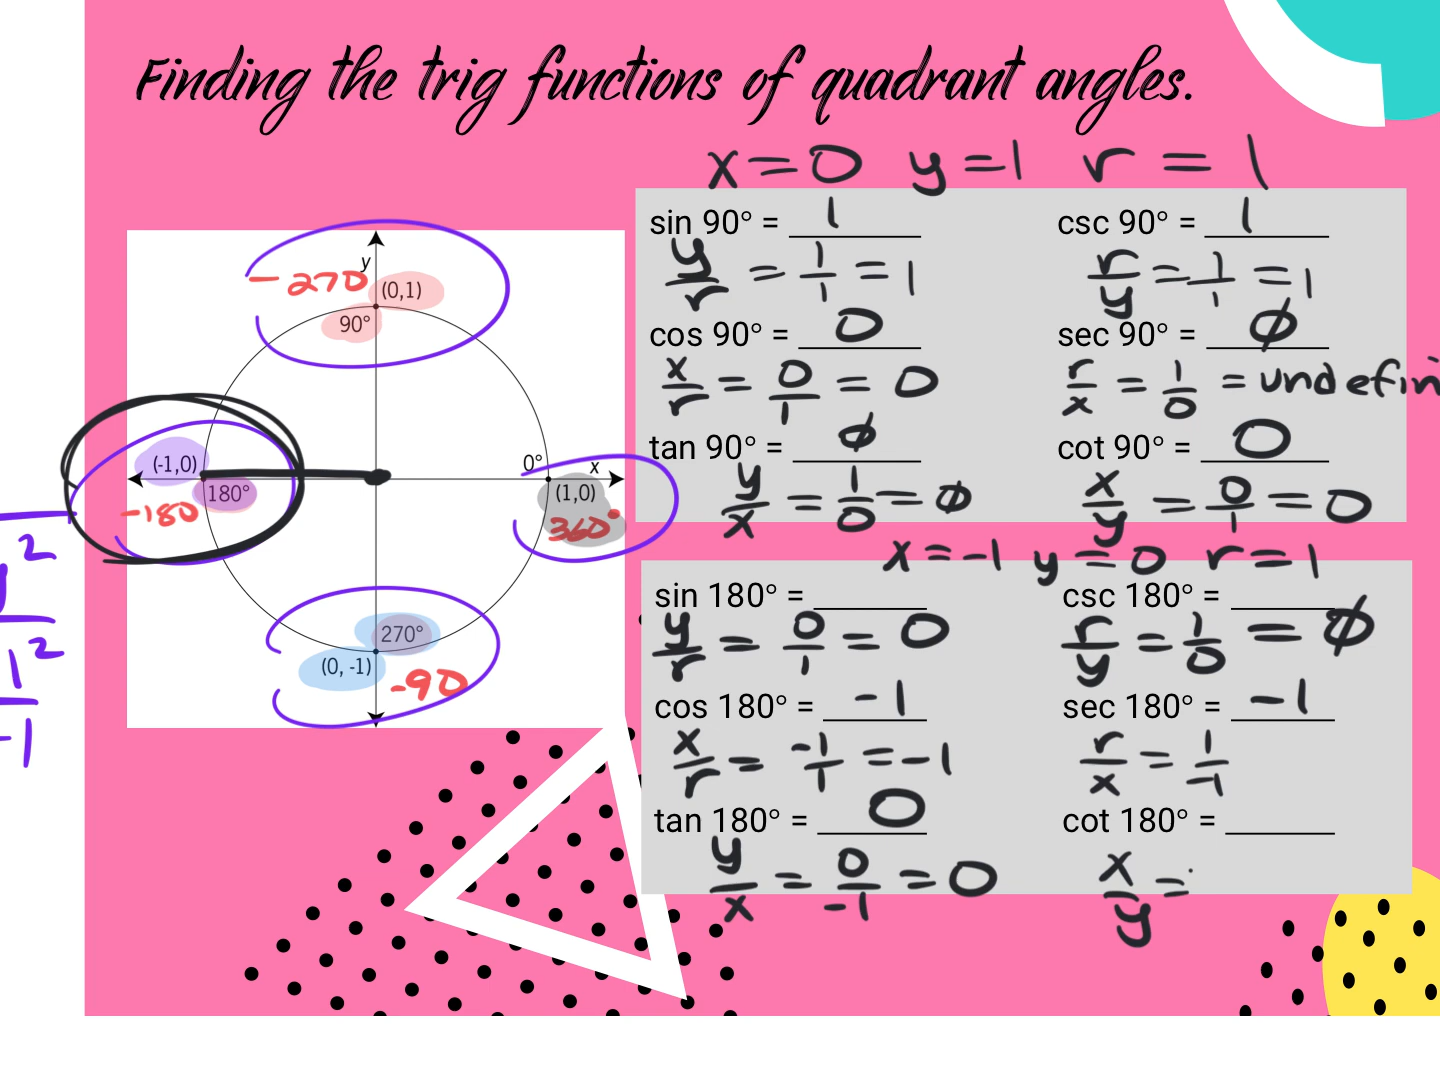 Finding the trig functions of quadrant angles.
x = 0 y = 1 r = 1
sin 90° = 1
y/r = 1/1 = 1
csc 90° = 1
r/y = 1/1 = 1
cos 90° = 0
x/r = 0/1 = 0
sec 90° = ∅
r/x = 1/0 = undefin
tan 90° = ∅
y/x = 1/0 = ∅
cot 90° = 0
x/y = 0/1 = 0
x = -1 y = 0 r = 1
sin 180° =
y/r = 0/1 = 0
csc 180° =
r/y = 1/0 = ∅
cos 180° = -1
x/r = -1/1 = -1
sec 180° = -1
r/x = 1/-1
tan 180° = 0
y/x = 0/-1 = 0
cot 180° =
x/y =
y
-270
(0,1)
90°
(-1,0)
180°
-180
0°
x
(1,0)
360°
270°
(0, -1)
-90
2
1²
-1